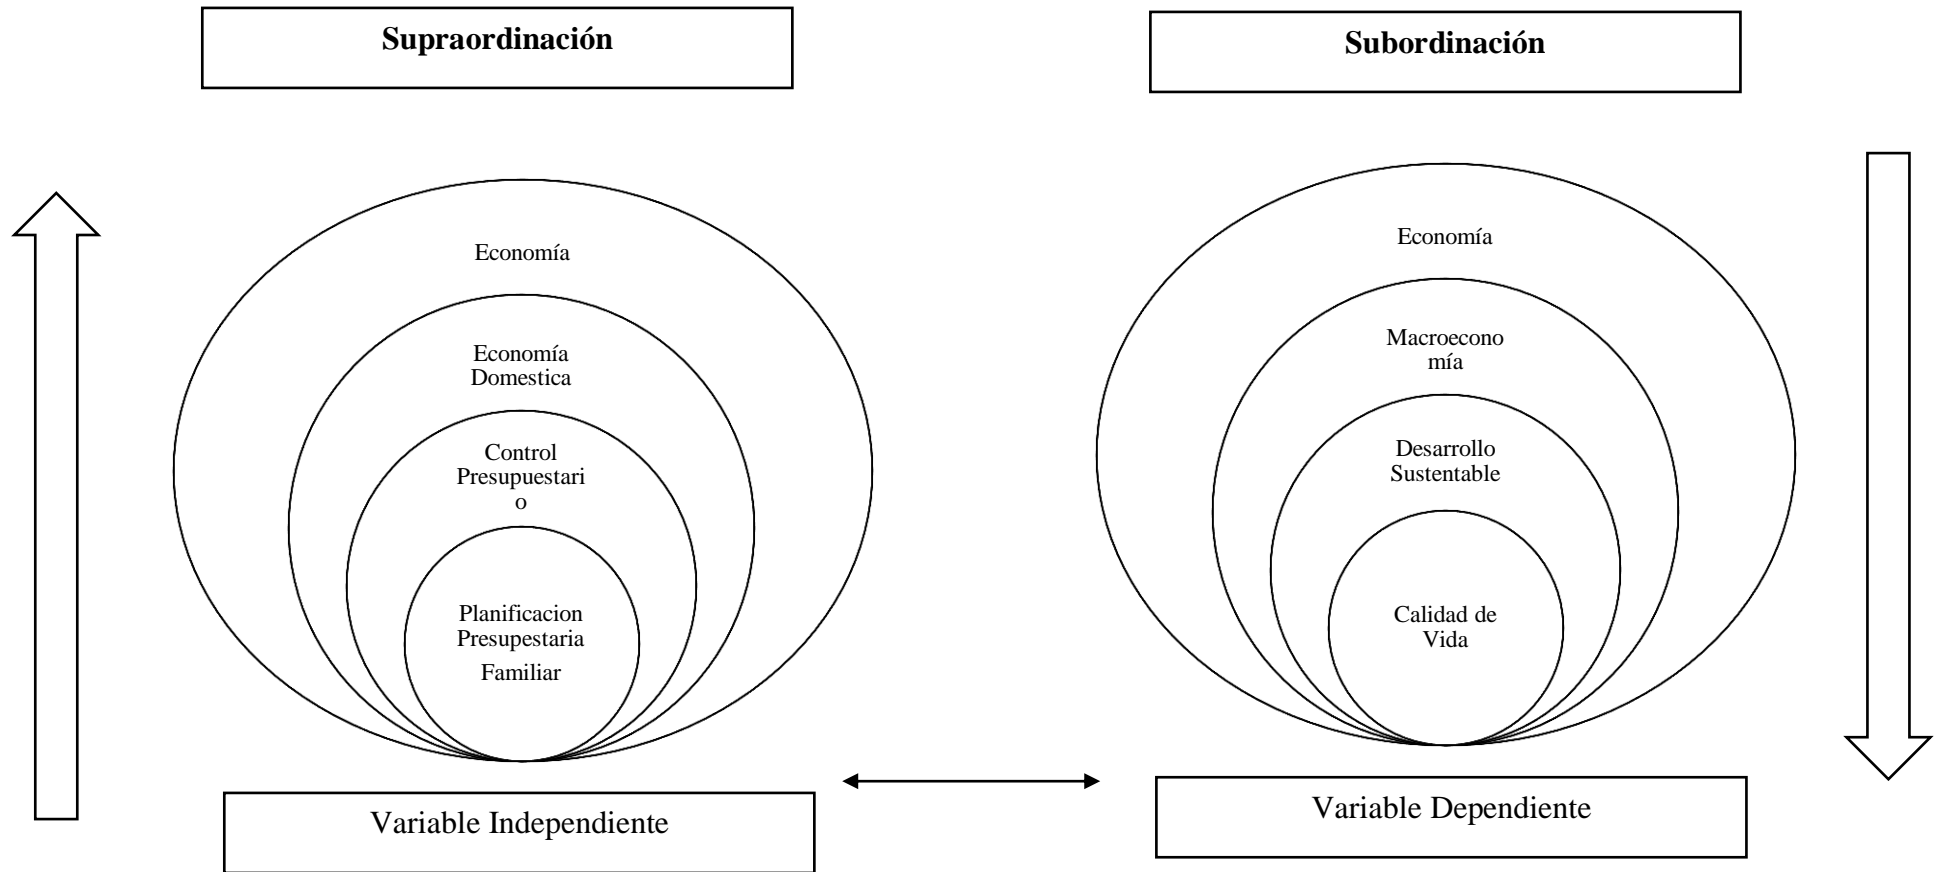 Supraordinación
Subordinación
Economía
Economía
Domestica
Control
Presupuestari
o
Planificacion
Presupestaria
Familiar
Economía
Macroecono
mía
Desarrollo
Sustentable
Calidad de
Vida
Variable Independiente
Variable Dependiente